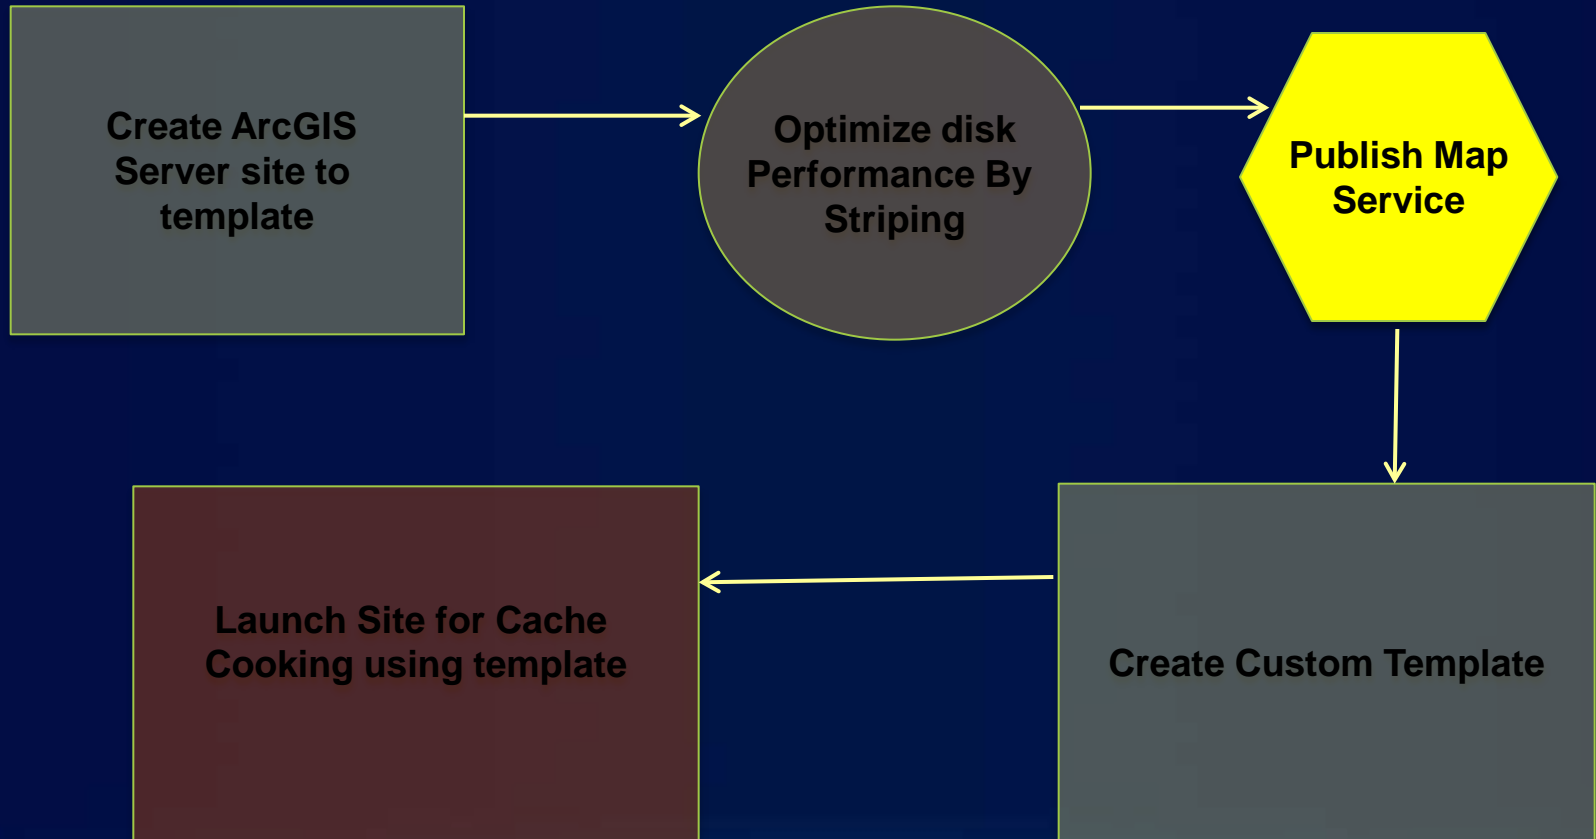 Create ArcGIS
Server site to
template
Optimize disk
Performance By
Striping
Publish Map
Service
Launch Site for Cache
Cooking using template
Create Custom Template